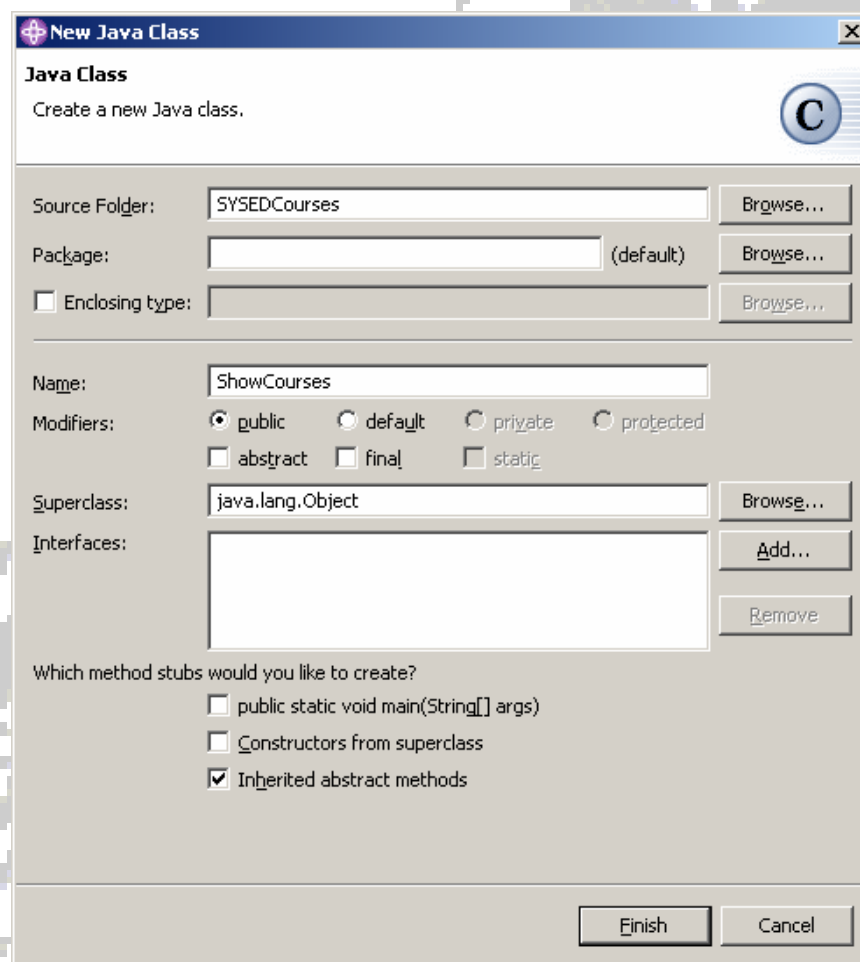 New Java Class
Java Class
Create a new Java class.
C
Source Folder: SYSEDCourses Browse...
Package: (default) Browse...
Enclosing type: Browse...
Name: ShowCourses
Modifiers: public default private protected
abstract final static
Superclass: java.lang.Object Browse...
Interfaces: Add...
Remove
Which method stubs would you like to create?
public static void main(String[] args)
Constructors from superclass
Inherited abstract methods
Finish Cancel